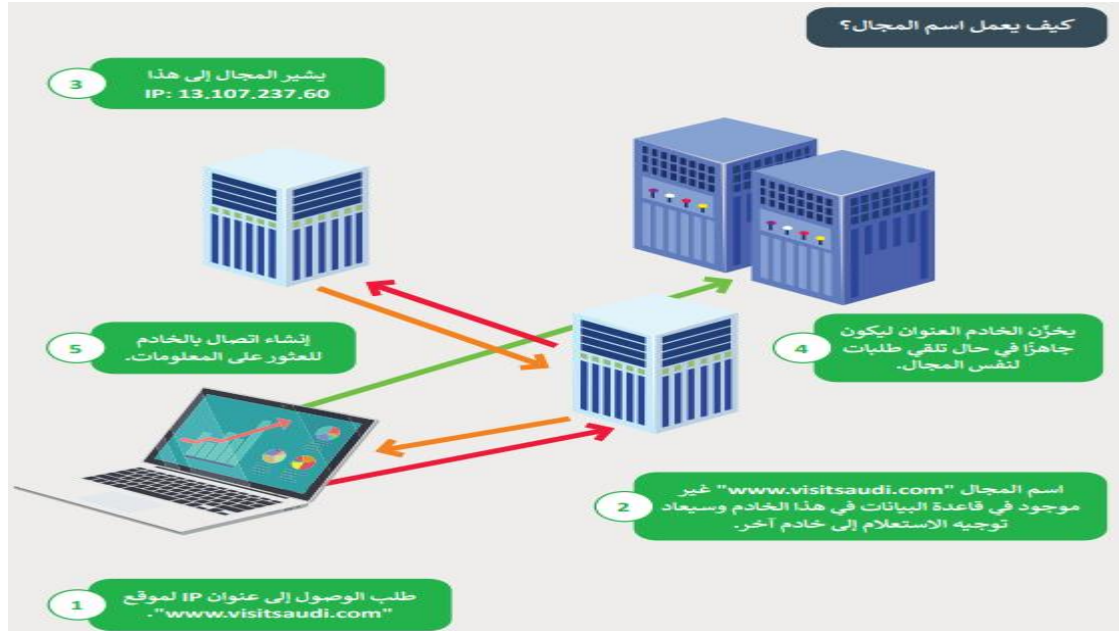 كيف يعمل اسم المجال؟
3
يشير المجال إلى هذا
IP: 13.107.237.60
5
إنشاء اتصال بالخادم
للعثور على المعلومات.
4
يخزّن الخادم العنوان ليكون
جاهزًا في حال تلقي طلبات
لنفس المجال.
2
اسم المجال "www.visitsaudi.com" غير
موجود في قاعدة البيانات في هذا الخادم وسيعاد
توجيه الاستعلام إلى خادم آخر.
1
طلب الوصول إلى عنوان IP لموقع
"www.visitsaudi.com".